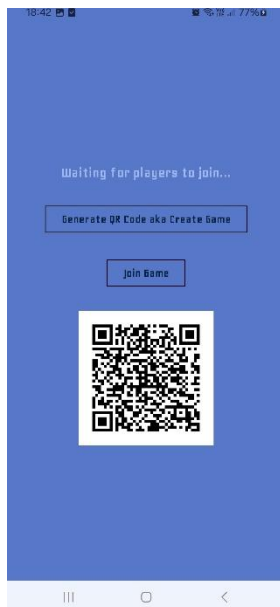 18:42
77%
Waiting for players to join...
Generate QR Code aka Create Game
Join Game